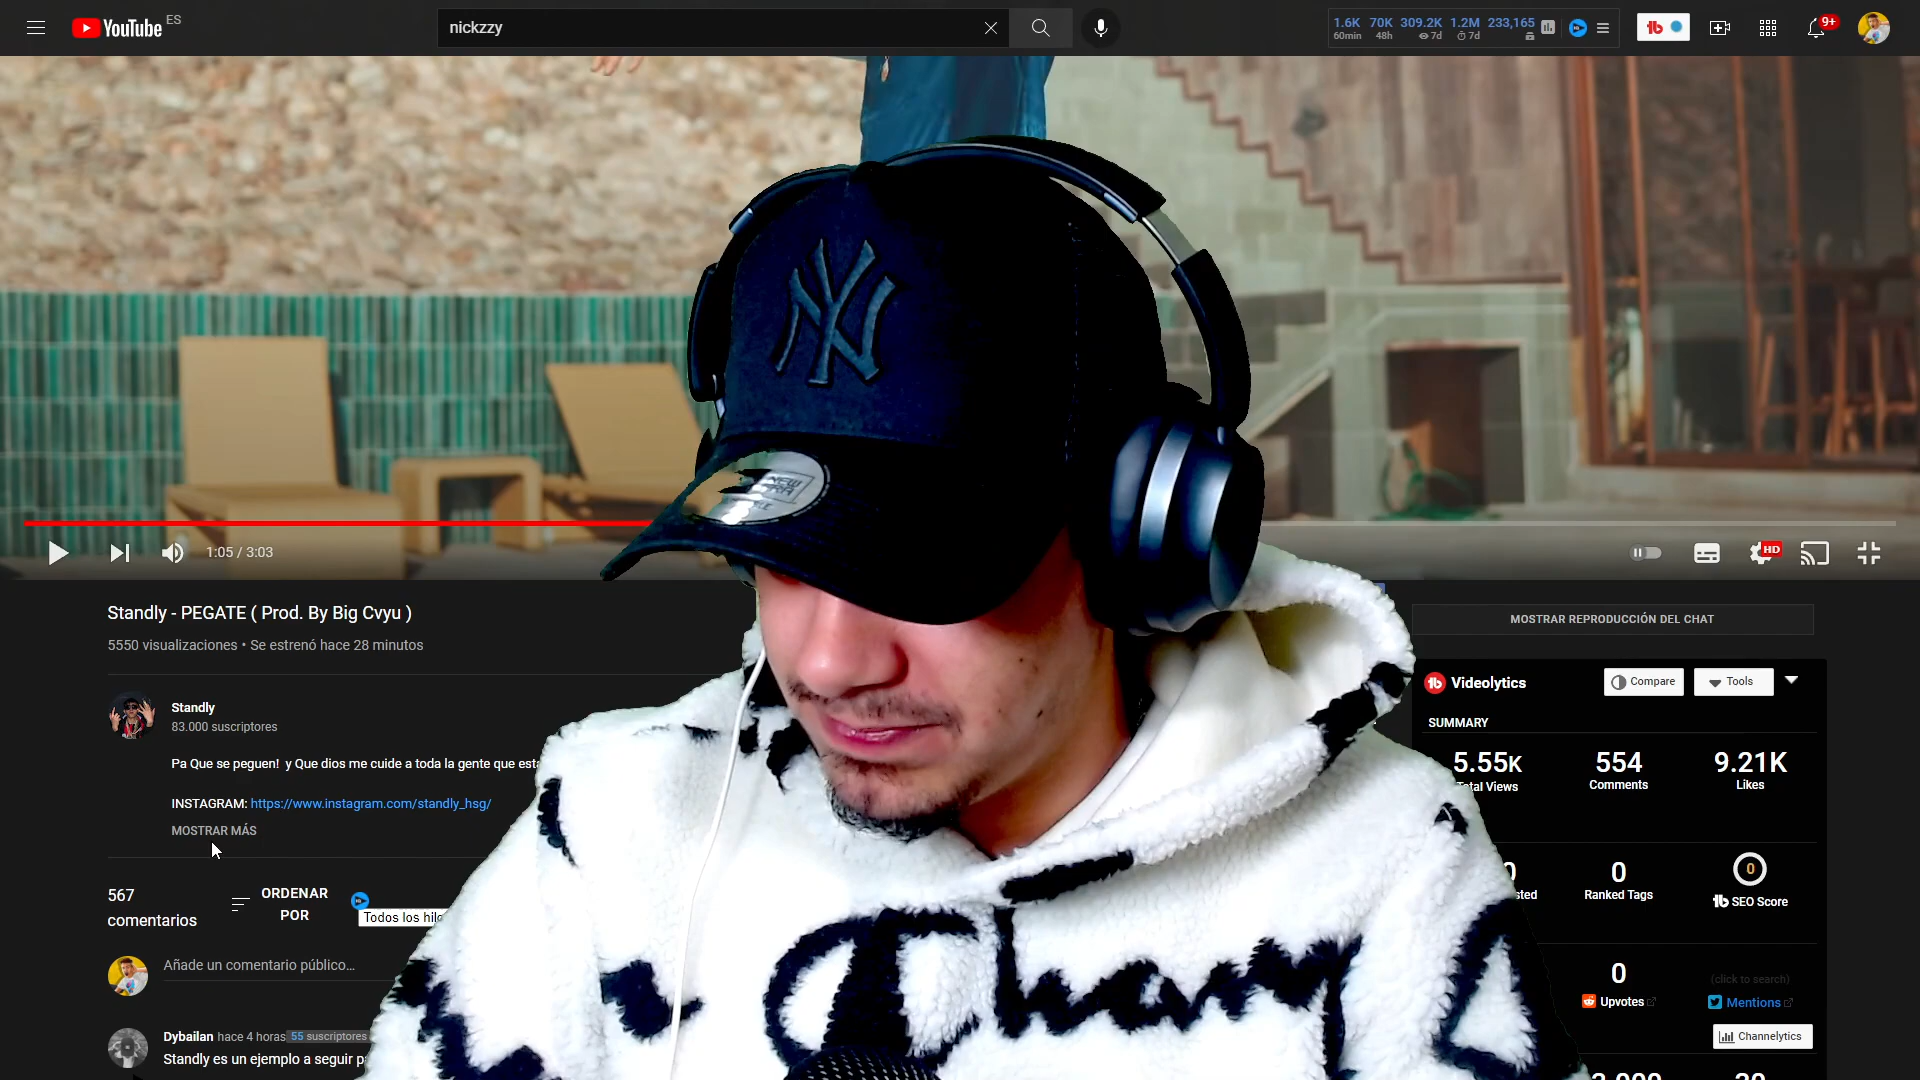 YouTube ES
nickzzy
1.6K 70K 309.2K 1.2M 233,165
60min 48h 7d 7d
9+
1:05 / 3:03
HD
Standly - PEGATE ( Prod. By Big Cvyu )
5550 visualizaciones • Se estrenó hace 28 minutos
MOSTRAR REPRODUCCIÓN DEL CHAT
Standly
83.000 suscriptores
Pa Que se peguen! y Que dios me cuide a toda la gente que esta
INSTAGRAM: https://www.instagram.com/standly_hsg/
MOSTRAR MÁS
567
comentarios
ORDENAR
POR
Todos los hilo
Añade un comentario público...
Dybailan hace 4 horas 55 suscriptores
Standly es un ejemplo a seguir
NY
NEW
ERA
Cham
Videolytics
Compare
Tools
SUMMARY
5.55K 554 9.21K
Total Views Comments Likes
0 0
Ranked Tags SEO Score
0
(click to search)
Upvotes Mentions
Channelytics